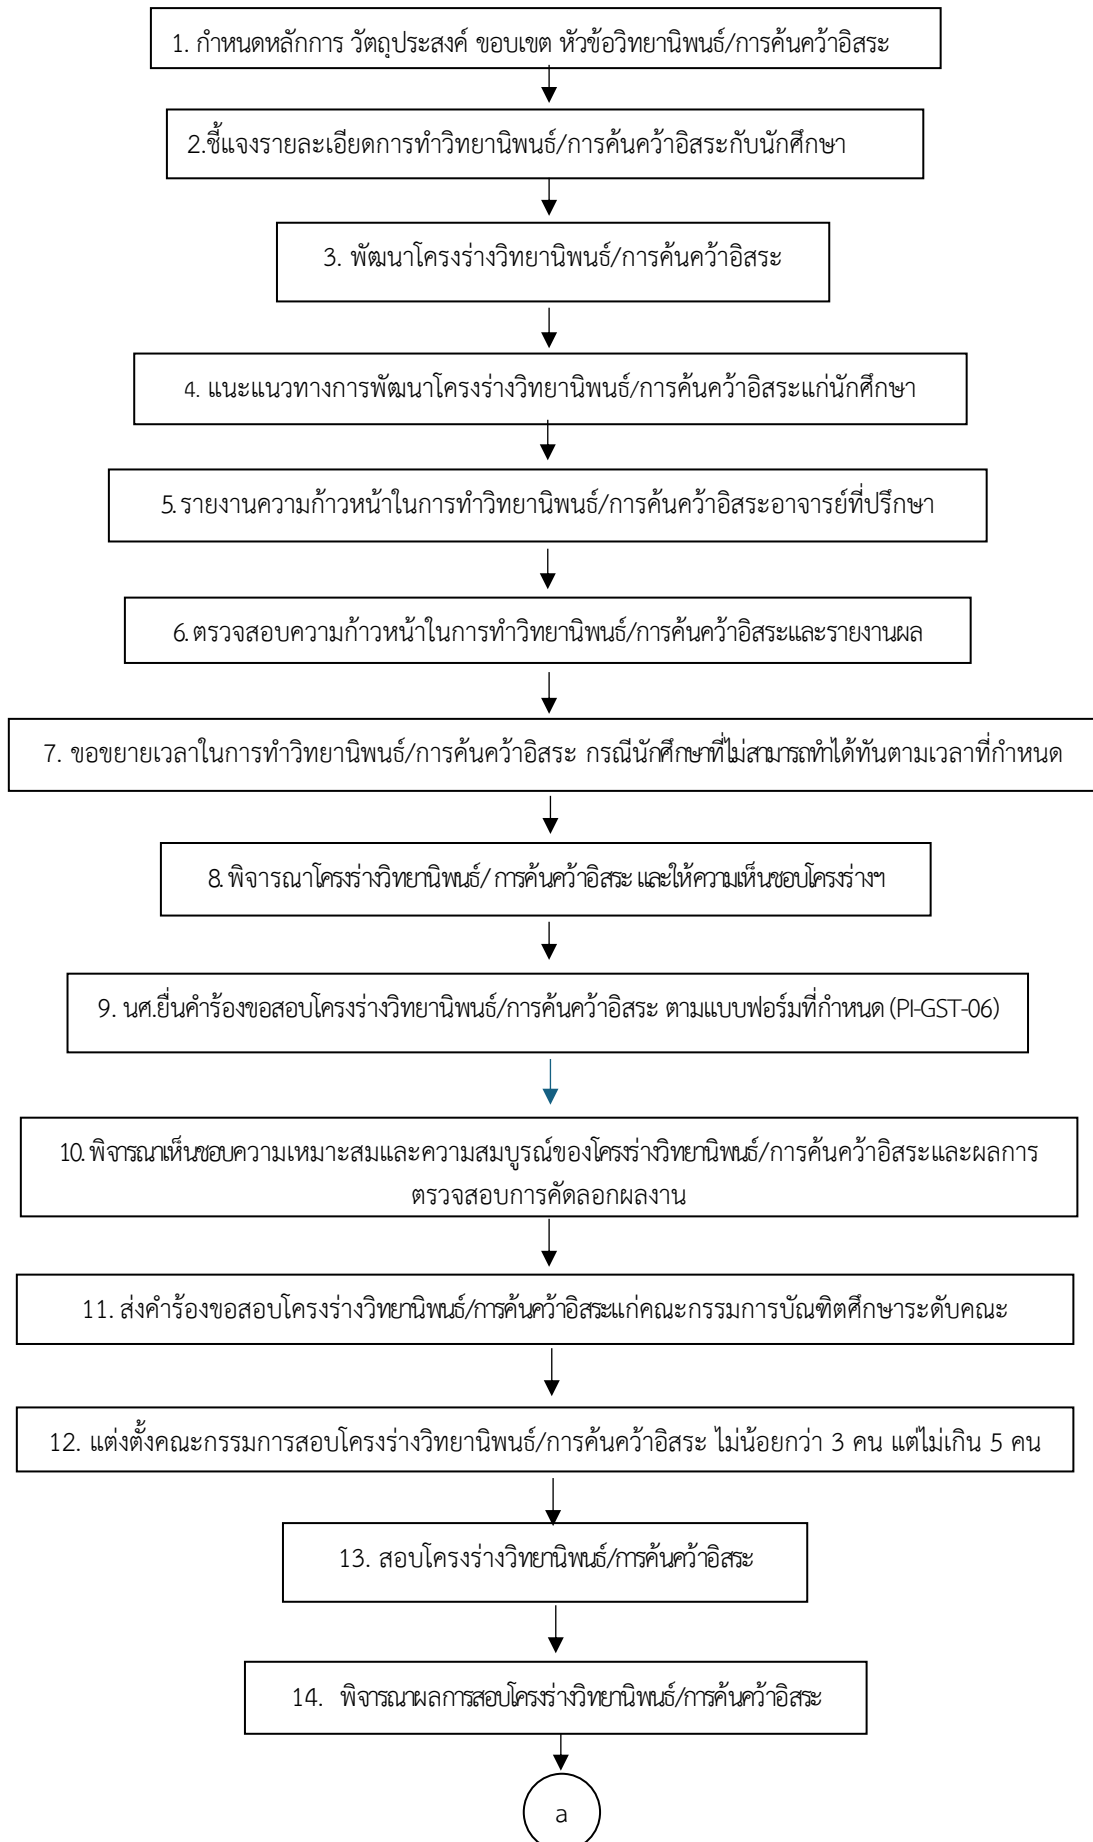 1. กำหนดหลักการ วัตถุประสงค์ ขอบเขต หัวข้อวิทยานิพนธ์/การค้นคว้าอิสระ
2.ชี้แจงรายละเอียดการทำวิทยานิพนธ์/การค้นคว้าอิสระกับนักศึกษา
3. พัฒนาโครงร่างวิทยานิพนธ์/การค้นคว้าอิสระ
4. แนะแนวทางการพัฒนาโครงร่างวิทยานิพนธ์/การค้นคว้าอิสระแก่นักศึกษา
5. รายงานความก้าวหน้าในการทำวิทยานิพนธ์/การค้นคว้าอิสระอาจารย์ที่ปรึกษา
6. ตรวจสอบความก้าวหน้าในการทำวิทยานิพนธ์/การค้นคว้าอิสระและรายงานผล
7. ขอขยายเวลาในการทำวิทยานิพนธ์/การค้นคว้าอิสระ กรณีนักศึกษาที่ไม่สามารถทำได้ทันตามเวลาที่กำหนด
8. พิจารณาโครงร่างวิทยานิพนธ์/ การค้นคว้าอิสระ และให้ความเห็นชอบโครงร่างฯ
9. นศ.ยื่นคำร้องขอสอบโครงร่างวิทยานิพนธ์/การค้นคว้าอิสระ ตามแบบฟอร์มที่กำหนด (PI-GST-06)
10. พิจารณาเห็นชอบความเหมาะสมและความสมบูรณ์ของโครงร่างวิทยานิพนธ์/การค้นคว้าอิสระและผลการ
ตรวจสอบการคัดลอกผลงาน
11. ส่งคำร้องขอสอบโครงร่างวิทยานิพนธ์/การค้นคว้าอิสระแก่คณะกรรมการบัณฑิตศึกษาระดับคณะ
12. แต่งตั้งคณะกรรมการสอบโครงร่างวิทยานิพนธ์/การค้นคว้าอิสระ ไม่น้อยกว่า 3 คน แต่ไม่เกิน 5 คน
13. สอบโครงร่างวิทยานิพนธ์/การค้นคว้าอิสระ
14. พิจารณาผลการสอบโครงร่างวิทยานิพนธ์/การค้นคว้าอิสระ
a